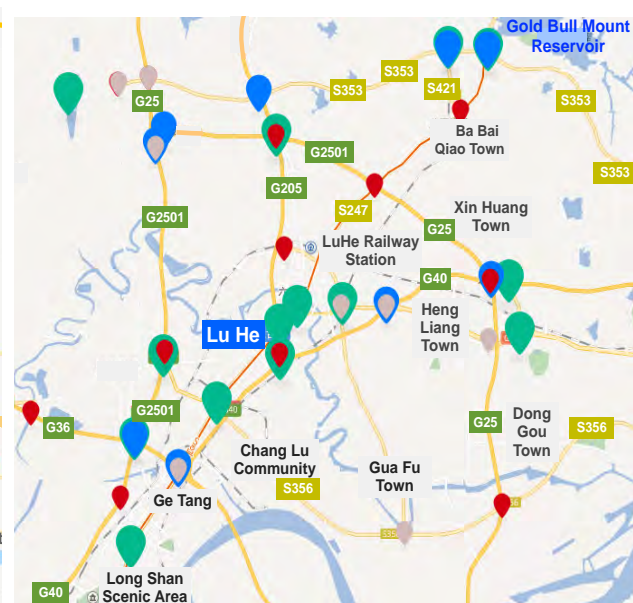 Gold Bull Mount
Reservoir
S353
S353
S421
S353
G25
Ba Bai
Qiao Town
G2501
S353
G205
Xin Huang
Town
G2501
S247
G25
LuHe Railway
Station
G40
Lu He
Heng
Liang
Town
G2501
G36
G25
Dong
Gou
Town
S356
Chang Lu
Community
Gua Fu
Town
S356
Ge Tang
Long Shan
Scenic Area
G40